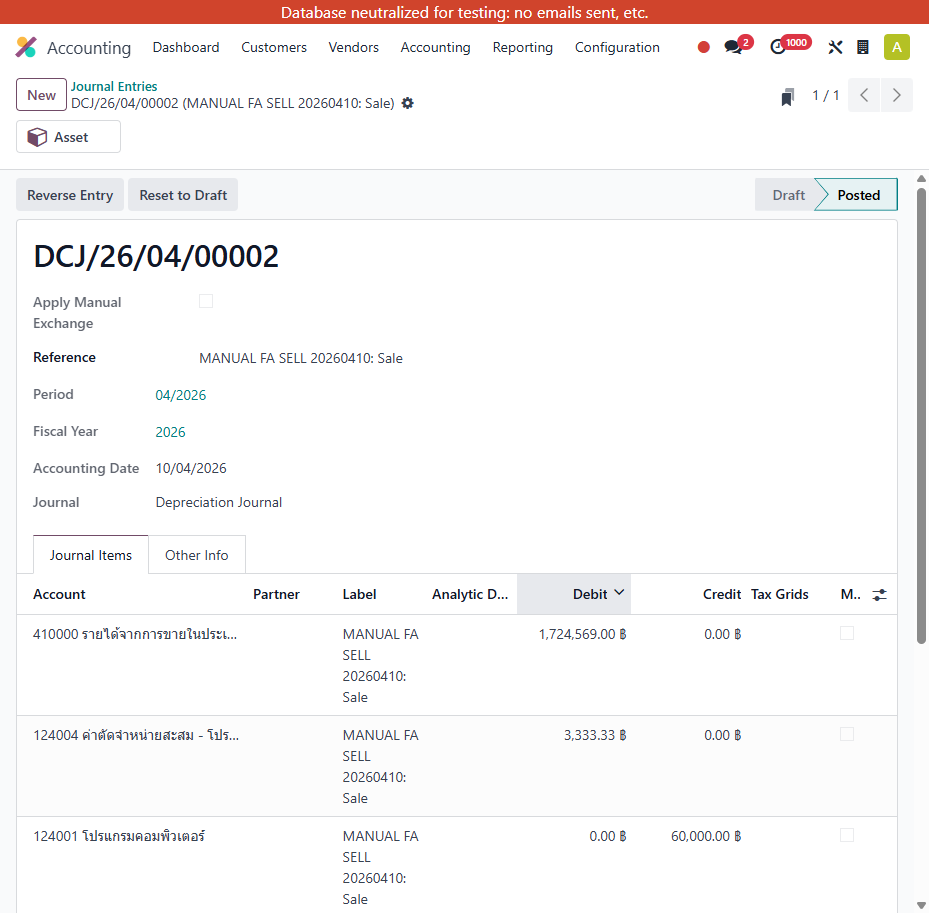 Database neutralized for testing: no emails sent, etc.
Accounting Dashboard Customers Vendors Accounting Reporting Configuration 2 1000 A
New Journal Entries
DCJ/26/04/00002 (MANUAL FA SELL 20260410: Sale) 1 / 1
Asset
Reverse Entry Reset to Draft Draft Posted
DCJ/26/04/00002
Apply Manual
Exchange
Reference MANUAL FA SELL 20260410: Sale
Period 04/2026
Fiscal Year 2026
Accounting Date 10/04/2026
Journal Depreciation Journal
Journal Items Other Info
Account Partner Label Analytic D... Debit Credit Tax Grids M..
410000 รายได้จากการขายในประเ... MANUAL FA 1,724,569.00 ฿ 0.00 ฿
SELL
20260410:
Sale
124004 ค่าตัดจำหน่ายสะสม - โปร... MANUAL FA 3,333.33 ฿ 0.00 ฿
SELL
20260410:
Sale
124001 โปรแกรมคอมพิวเตอร์ MANUAL FA 0.00 ฿ 60,000.00 ฿
SELL
20260410:
Sale